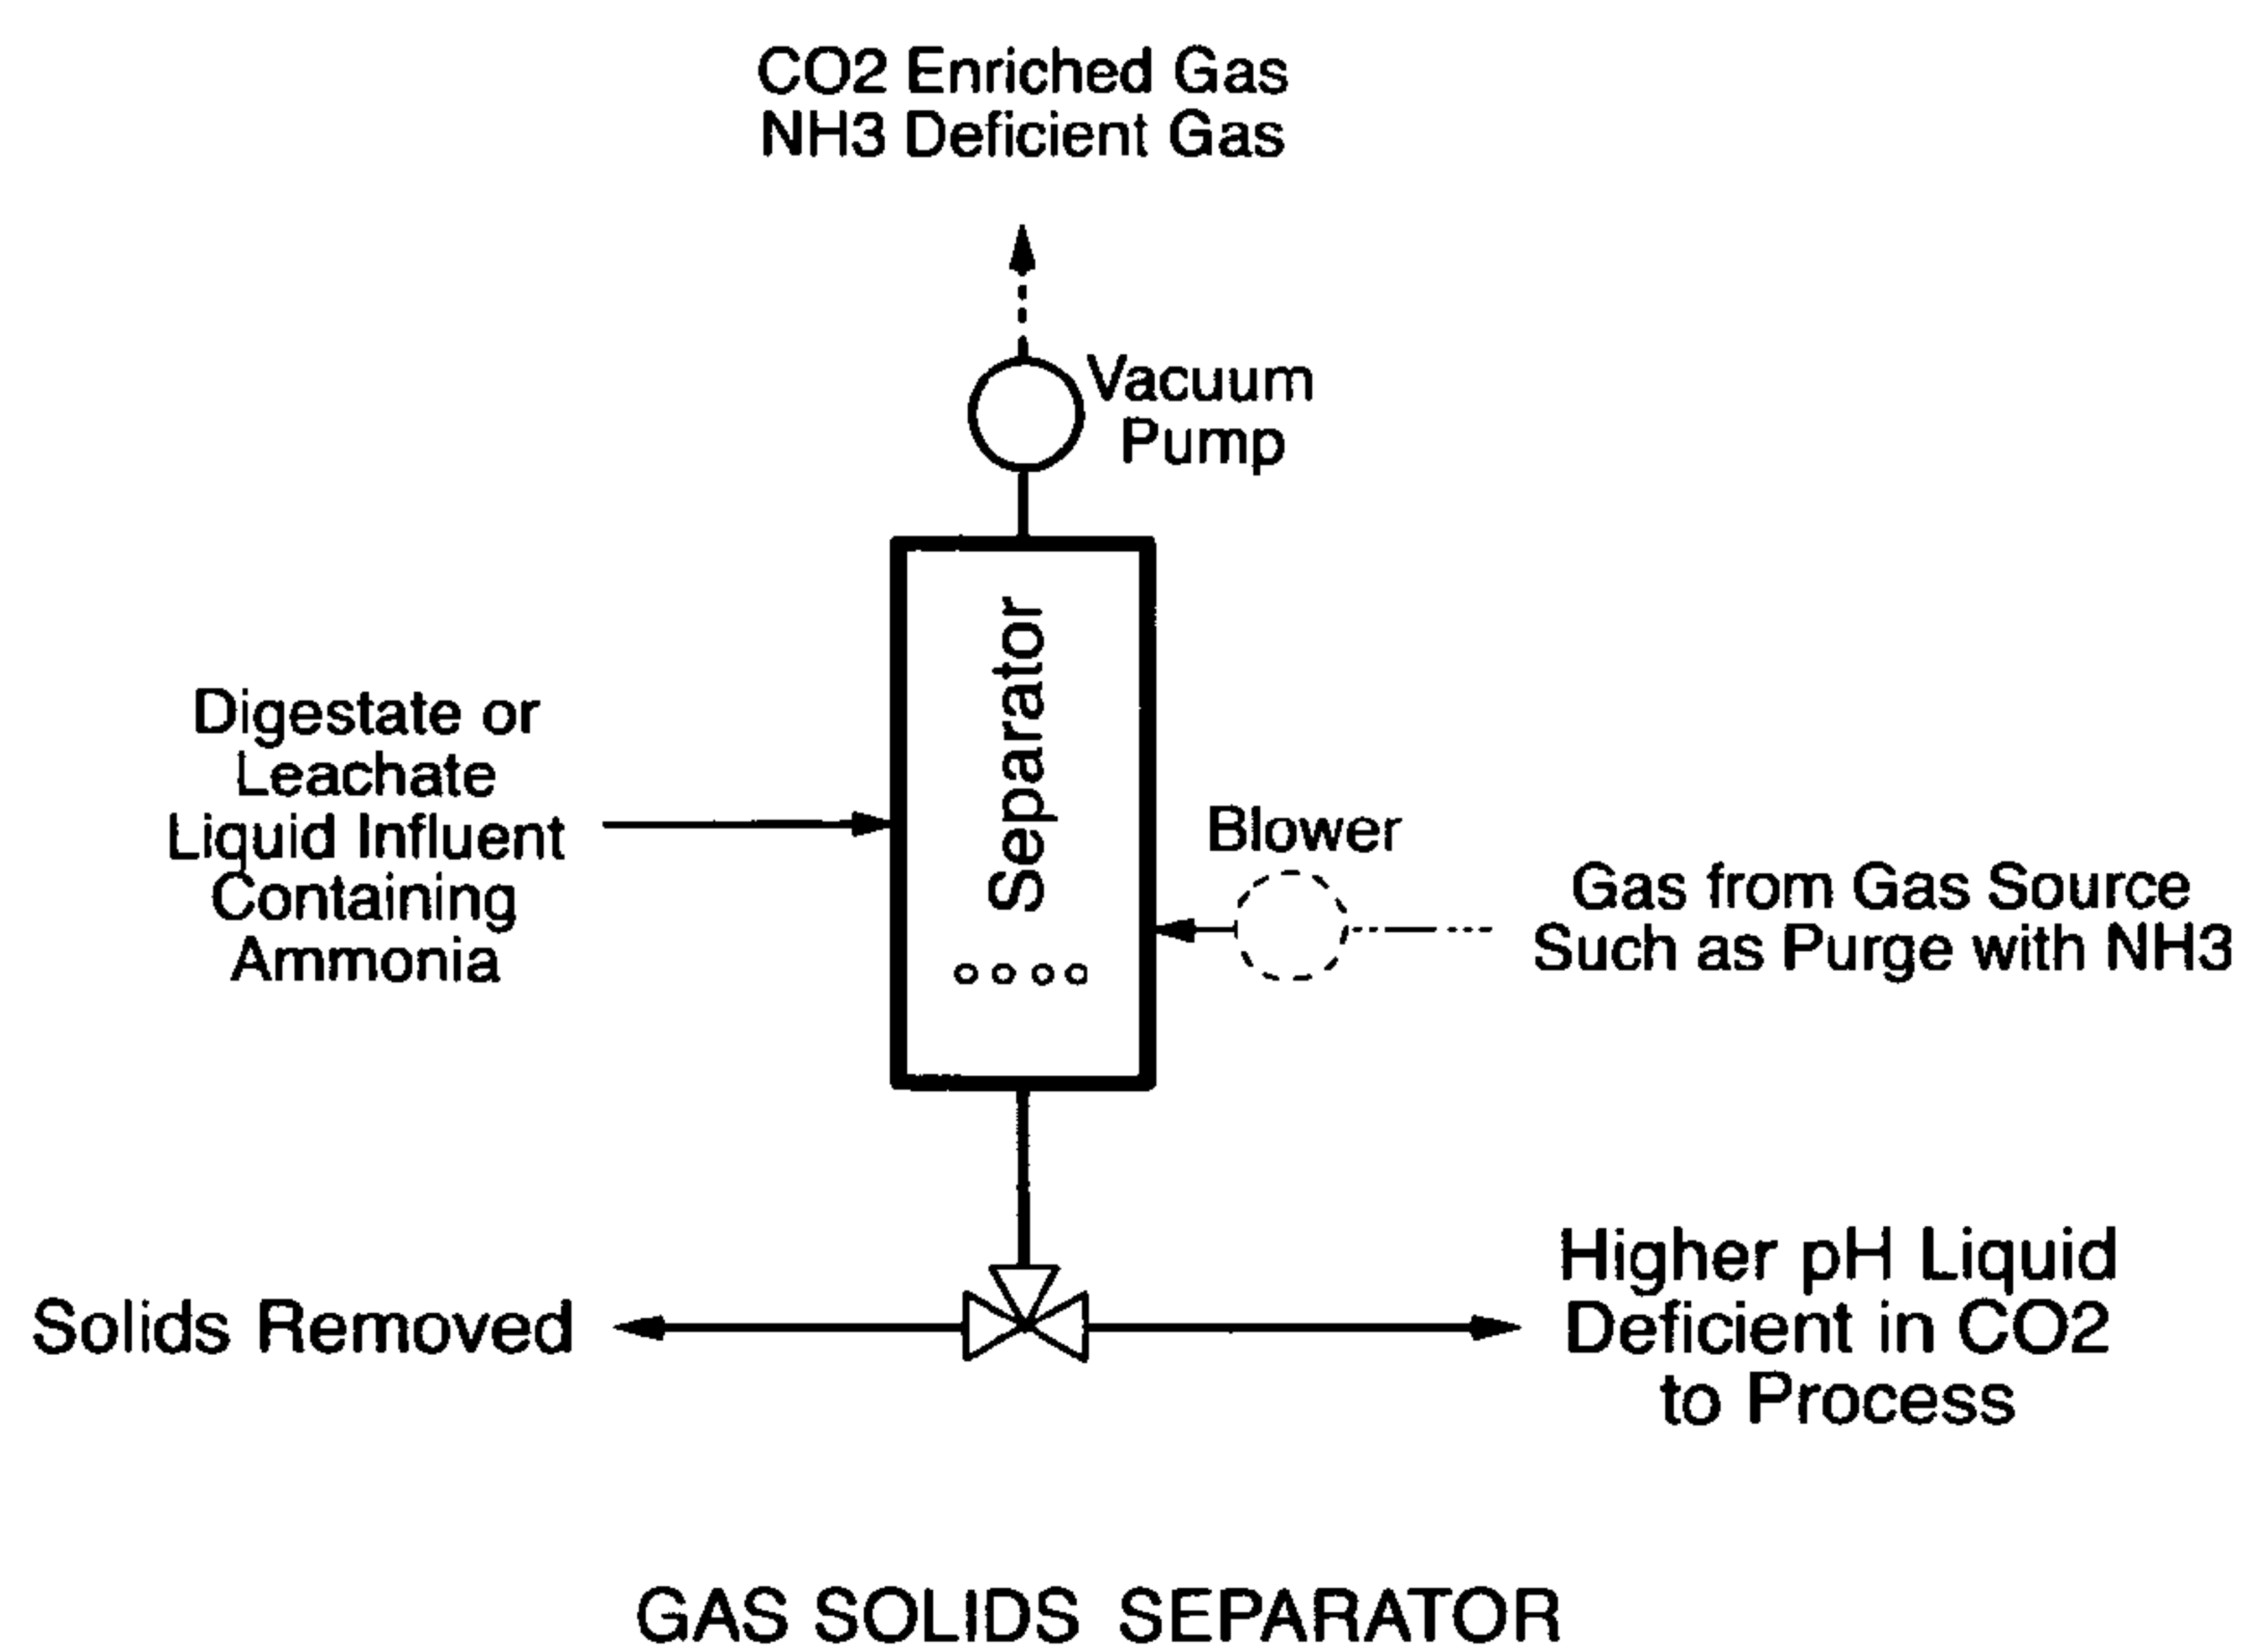 CO2 Enriched Gas
NH3 Deficient Gas
Vacuum
Pump
Separator
Digestate or
Leachate
Liquid Influent
Containing
Ammonia
Blower
Gas from Gas Source
Such as Purge with NH3
Solids Removed
Higher pH Liquid
Deficient in CO2
to Process
GAS SOLIDS SEPARATOR